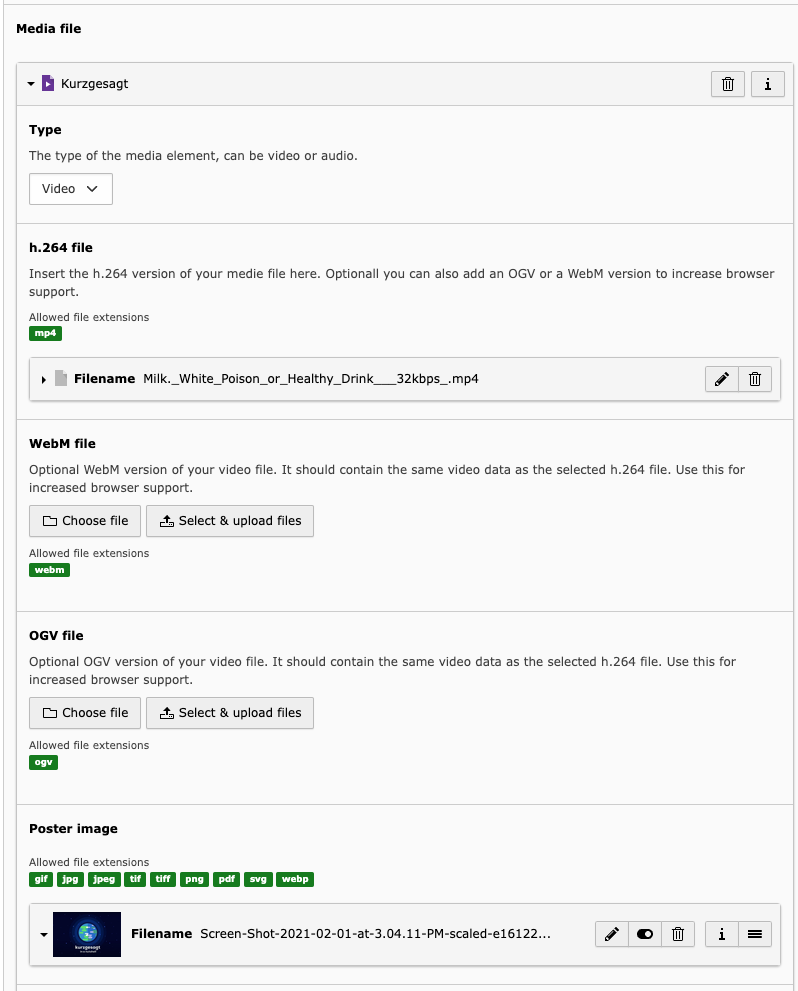 Media file
Kurzgesagt
Type
The type of the media element, can be video or audio.
Video
h.264 file
Insert the h.264 version of your medie file here. Optionall you can also add an OGV or a WebM version to increase browser
support.
Allowed file extensions
mp4
Filename Milk._White_Poison_or_Healthy_Drink___32kbps_.mp4
WebM file
Optional WebM version of your video file. It should contain the same video data as the selected h.264 file. Use this for
increased browser support.
Choose file Select & upload files
Allowed file extensions
webm
OGV file
Optional OGV version of your video file. It should contain the same video data as the selected h.264 file. Use this for
increased browser support.
Choose file Select & upload files
Allowed file extensions
ogv
Poster image
Allowed file extensions
gif jpg jpeg tif tiff png pdf svg webp
kurzgesagt
Filename Screen-Shot-2021-02-01-at-3.04.11-PM-scaled-e16122...